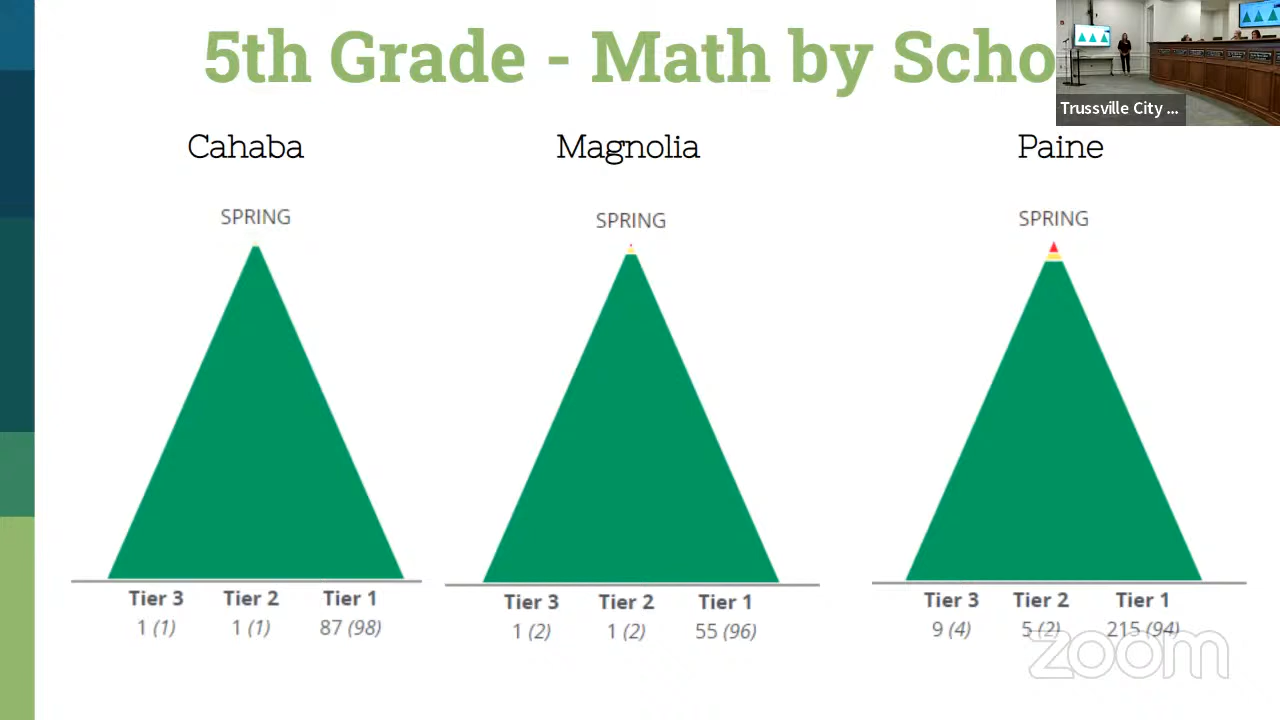 5th Grade - Math by Scho
Trussville City ...
Cahaba
Magnolia
Paine
SPRING
SPRING
SPRING
Tier 3 Tier 2 Tier 1
1 (1) 1 (1) 87 (98)
Tier 3 Tier 2 Tier 1
1 (2) 1 (2) 55 (96)
Tier 3 Tier 2 Tier 1
9 (4) 5 (2) 215 (94)
zoom